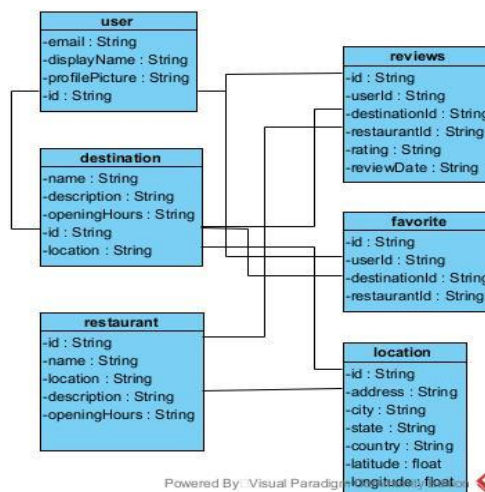 user
-email : String
-displayName : String
-profilePicture : String
-id : String
destination
-name : String
-description : String
-openingHours : String
-id : String
-location : String
restaurant
-id : String
-name : String
-location : String
-description : String
-openingHours : String
reviews
-id : String
-userId : String
-destinationId : String
-restaurantId : String
-rating : String
-reviewDate : String
favorite
-id : String
-userId : String
-destinationId : String
-restaurantId : String
location
-id : String
-address : String
-city : String
-state : String
-country : String
-latitude : float
-longitude : float
Powered By: Visual Paradigm